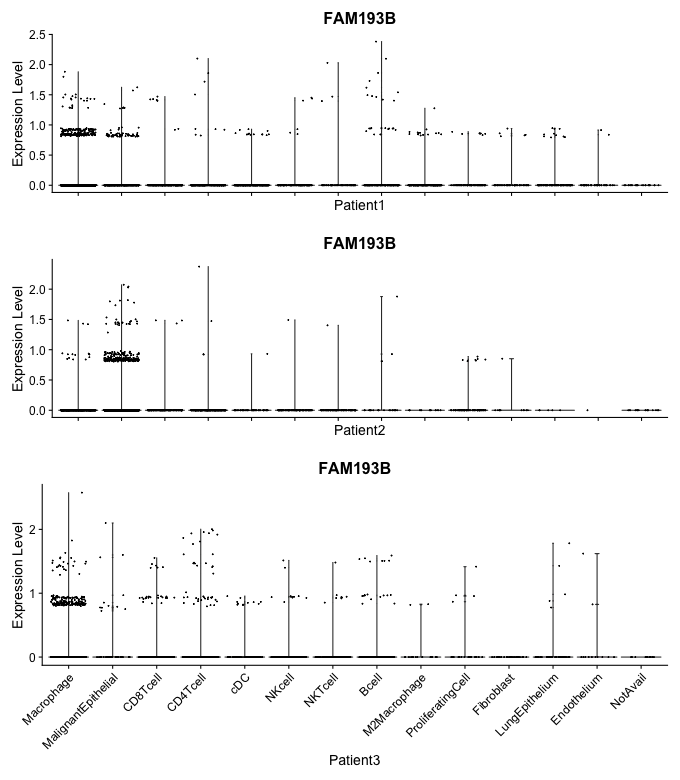 FAM193B
Expression Level
2.5
2.0
1.5
1.0
0.5
0.0
Patient1
FAM193B
Expression Level
2.0
1.5
1.0
0.5
0.0
Patient2
FAM193B
Expression Level
2
1
0
Macrophage
MalignantEpithelial
CD8Tcell
CD4Tcell
cDC
NKcell
NKTcell
Bcell
M2Macrophage
ProliferatingCell
Fibroblast
LungEpithelium
Endothelium
NotAvail
Patient3